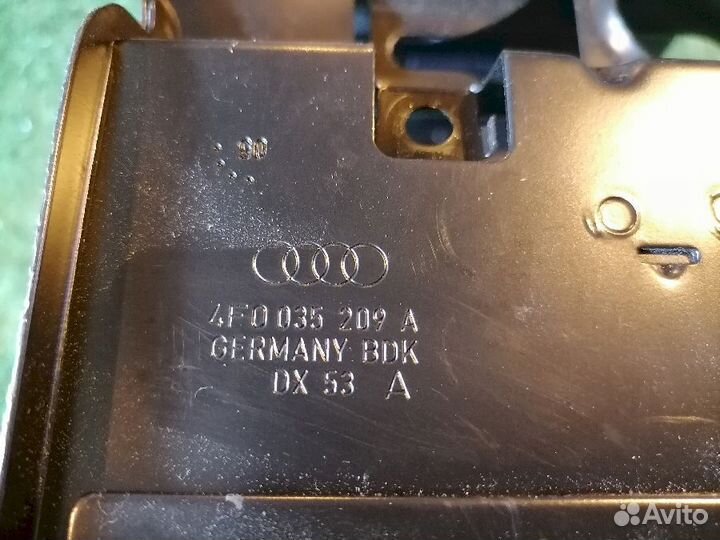 4F0 035 209 A
GERMANY BDK
DX 53 A
Avito